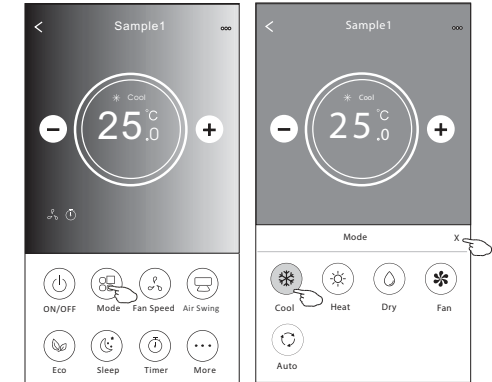 Sample1
Cool
25.0 °C
ON/OFF Mode Fan Speed Air Swing
Eco Sleep Timer More
Sample1
Cool
25.0 °C
Mode X
Cool Heat Dry Fan
Auto